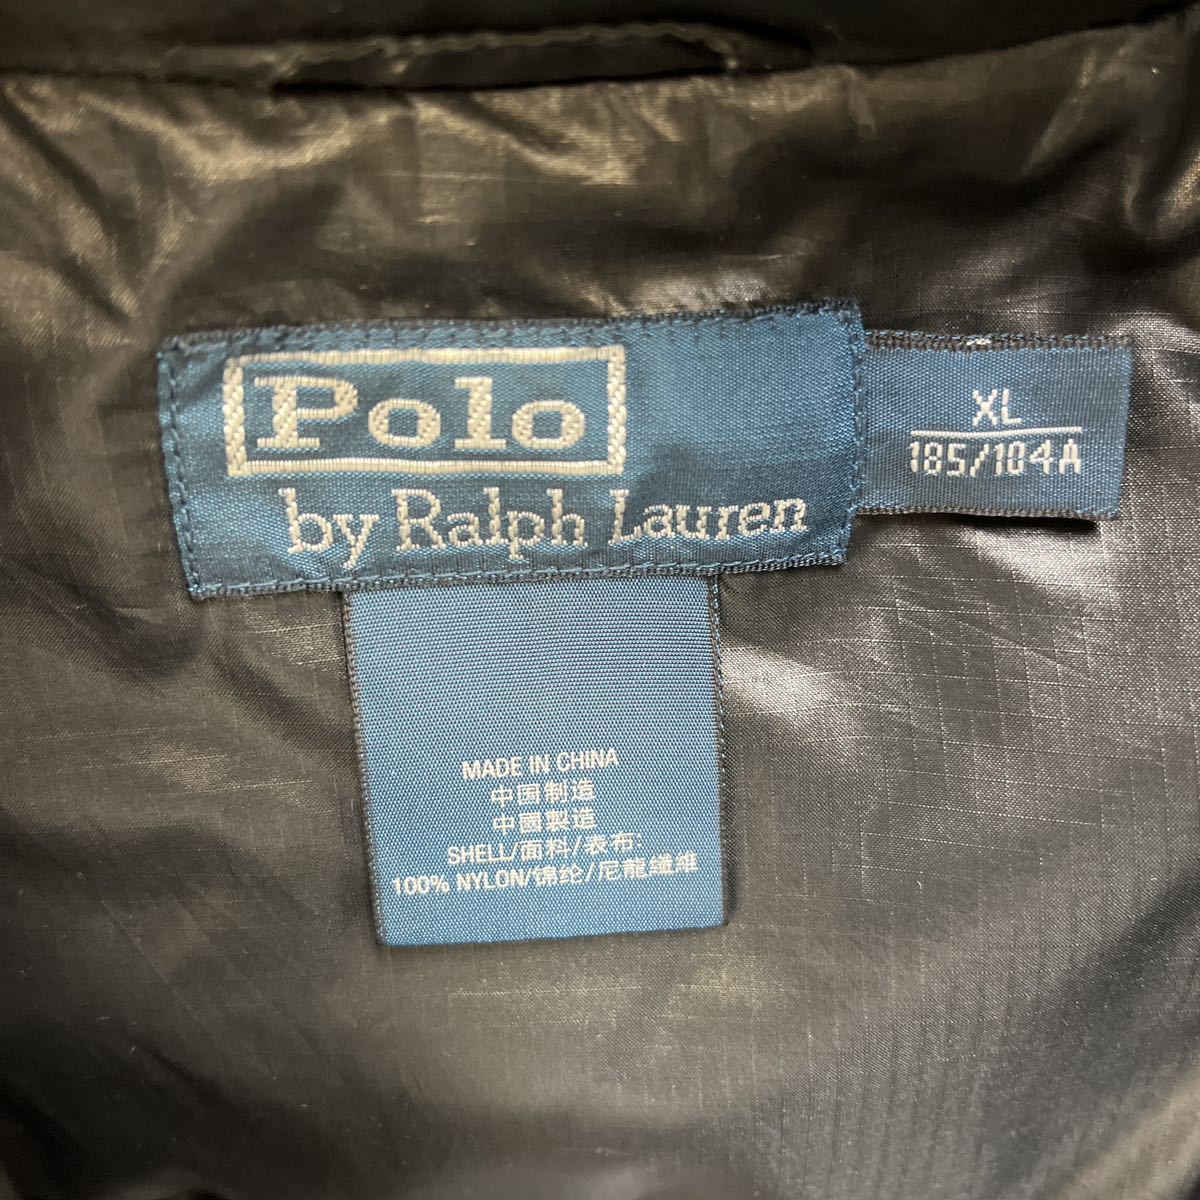 Polo
by Ralph Lauren
XL
185/104A
MADE IN CHINA
中国制造
中國製造
SHELL/面料/表布:
100% NYLON/锦纶/尼龍纖維